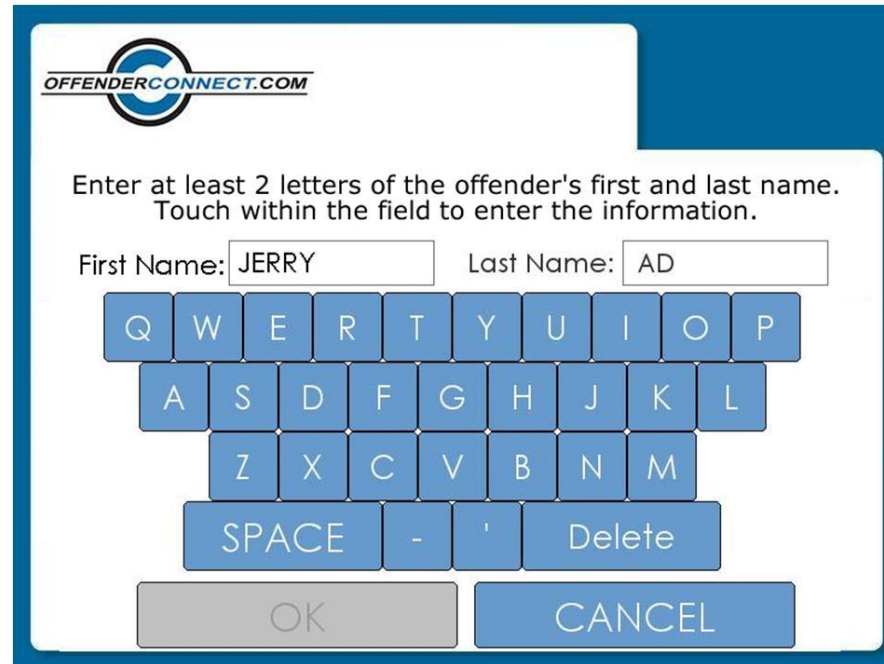 OFFENDERCONNECT.COM
Enter at least 2 letters of the offender's first and last name.
Touch within the field to enter the information.
First Name: JERRY Last Name: AD
Q W E R T Y U I O P
A S D F G H J K L
Z X C V B N M
SPACE - ' Delete
OK CANCEL